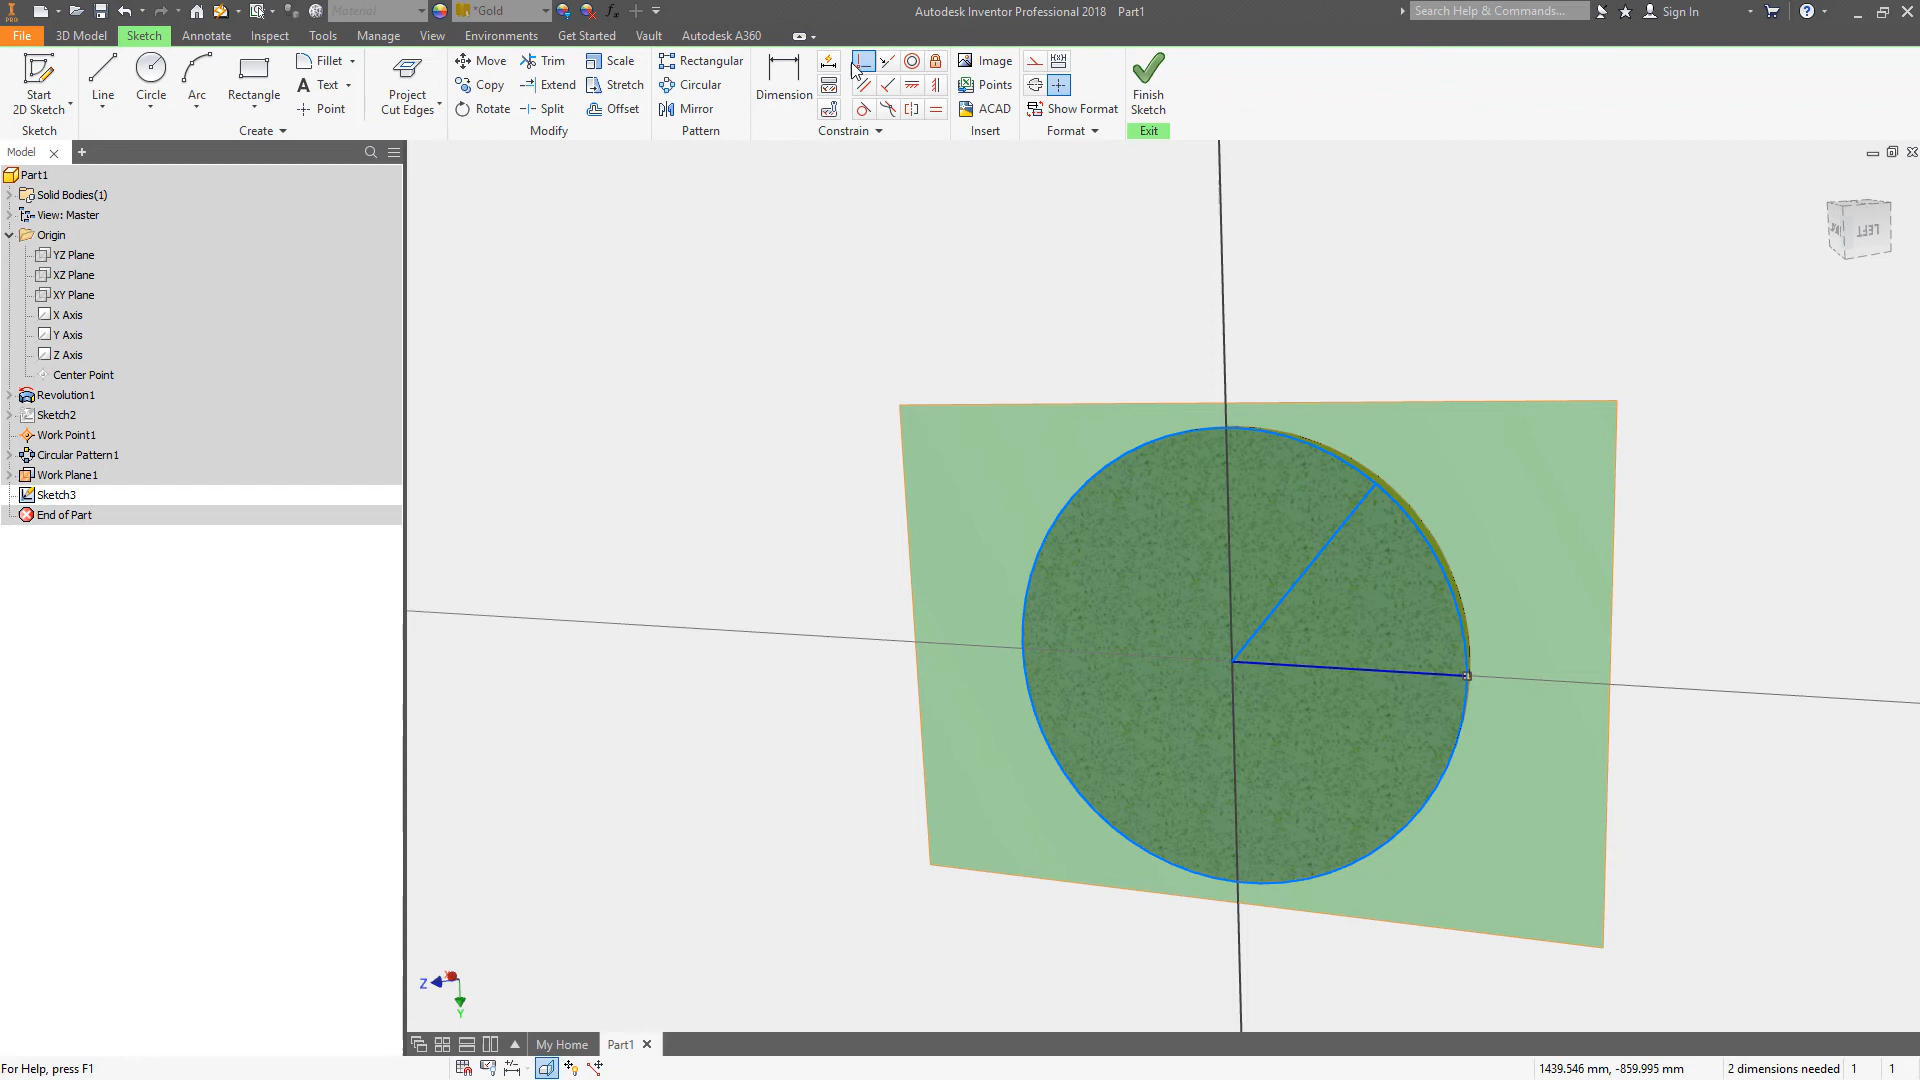 PRO
Material
*Gold
Autodesk Inventor Professional 2018 Part1
Search Help & Commands...
Sign In
File 3D Model Sketch Annotate Inspect Tools Manage View Environments Get Started Vault Autodesk A360
Start
2D Sketch
Line
Circle
Arc
Rectangle
Fillet
Text
Point
Project
Cut Edges
Move
Copy
Rotate
Trim
Extend
Split
Scale
Stretch
Offset
Rectangular
Circular
Mirror
Dimension
Image
Points
ACAD
Show Format
Finish
Sketch
Sketch Create Modify Pattern Constrain Insert Format Exit
Model
Part1
Solid Bodies(1)
View: Master
Origin
YZ Plane
XZ Plane
XY Plane
X Axis
Y Axis
Z Axis
Center Point
Revolution1
Sketch2
Work Point1
Circular Pattern1
Work Plane1
Sketch3
End of Part
LEFT
Z
Y
My Home Part1
For Help, press F1
1439.546 mm, -859.995 mm 2 dimensions needed 1 1